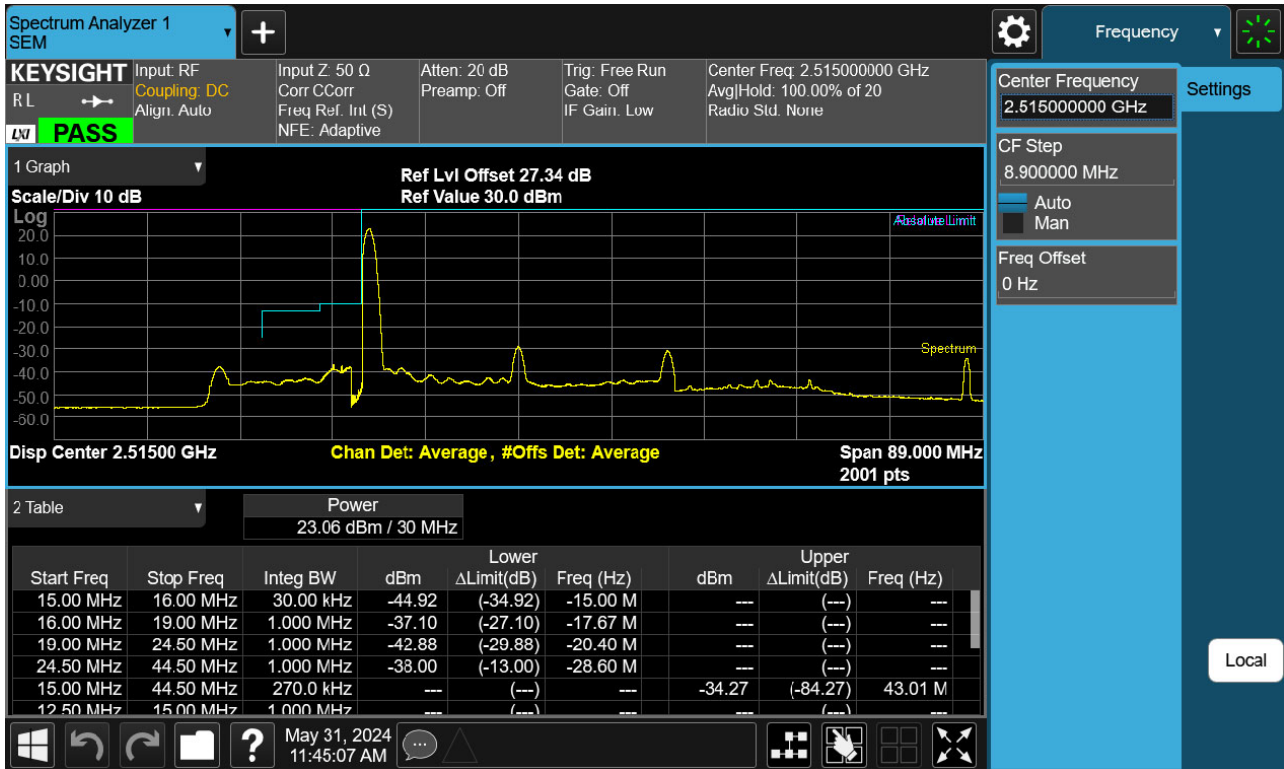 Spectrum Analyzer 1
SEM
+
Frequency
KEYSIGHT
R L
LXI
PASS
Input: RF
Coupling: DC
Align: Auto
Input Z: 50 Ω
Corr CCorr
Freq Ref: Int (S)
NFE: Adaptive
Atten: 20 dB
Preamp: Off
Trig: Free Run
Gate: Off
IF Gain: Low
Center Freq: 2.515000000 GHz
Avg|Hold: 100.00% of 20
Radio Std: None
Center Frequency
2.515000000 GHz
Settings
CF Step
8.900000 MHz
Auto
Man
Freq Offset
0 Hz
Local
1 Graph
Scale/Div 10 dB
Ref Lvl Offset 27.34 dB
Ref Value 30.0 dBm
Log
20.0
10.0
0.00
-10.0
-20.0
-30.0
-40.0
-50.0
-60.0
Absolute Limit
Spectrum
Disp Center 2.51500 GHz
Chan Det: Average, #Offs Det: Average
Span 89.000 MHz
2001 pts
2 Table
Power
23.06 dBm / 30 MHz
Lower Upper
Start Freq Stop Freq Integ BW dBm ΔLimit(dB) Freq (Hz) dBm ΔLimit(dB) Freq (Hz)
15.00 MHz 16.00 MHz 30.00 kHz -44.92 (-34.92) -15.00 M --- (---) ---
16.00 MHz 19.00 MHz 1.000 MHz -37.10 (-27.10) -17.67 M --- (---) ---
19.00 MHz 24.50 MHz 1.000 MHz -42.88 (-29.88) -20.40 M --- (---) ---
24.50 MHz 44.50 MHz 1.000 MHz -38.00 (-13.00) -28.60 M --- (---) ---
15.00 MHz 44.50 MHz 270.0 kHz --- (---) --- -34.27 (-84.27) 43.01 M
12.50 MHz 15.00 MHz 1.000 MHz --- (---) --- --- (---) ---
?
May 31, 2024
11:45:07 AM